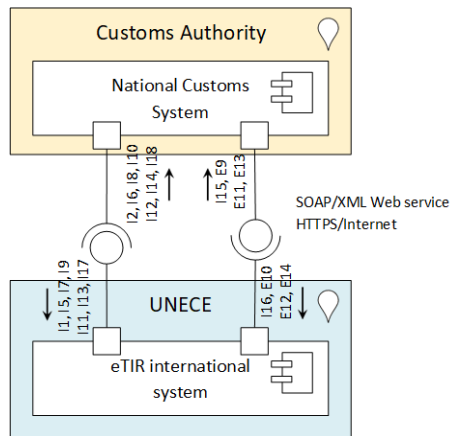 Customs Authority
National Customs
System
I2, I6, I8, I10
I12, I14, I18
I15, E9
E11, E13
SOAP/XML Web service
HTTPS/Internet
I1, I5, I7, I9
I11, I13, I17
I16, E10
E12, E14
UNECE
eTIR international
system